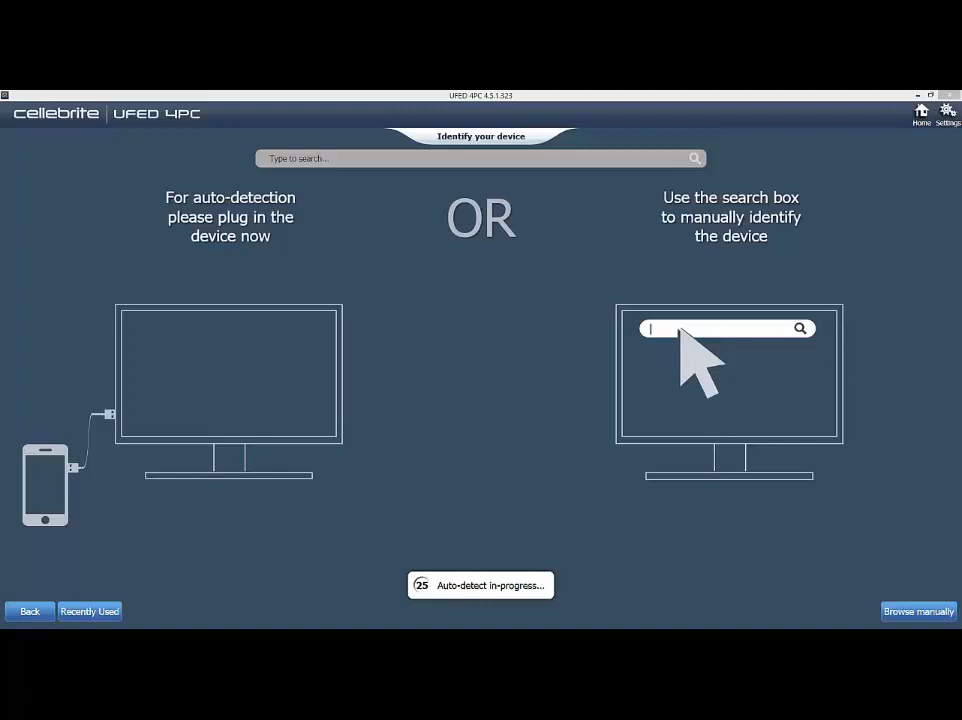 UFED 4PC 4.5.1.323
cellebrite UFED 4PC
Home
Settings
Identify your device
Type to search...
For auto-detection
please plug in the
device now
OR
Use the search box
to manually identify
the device
25 Auto-detect in-progress...
Back
Recently Used
Browse manually